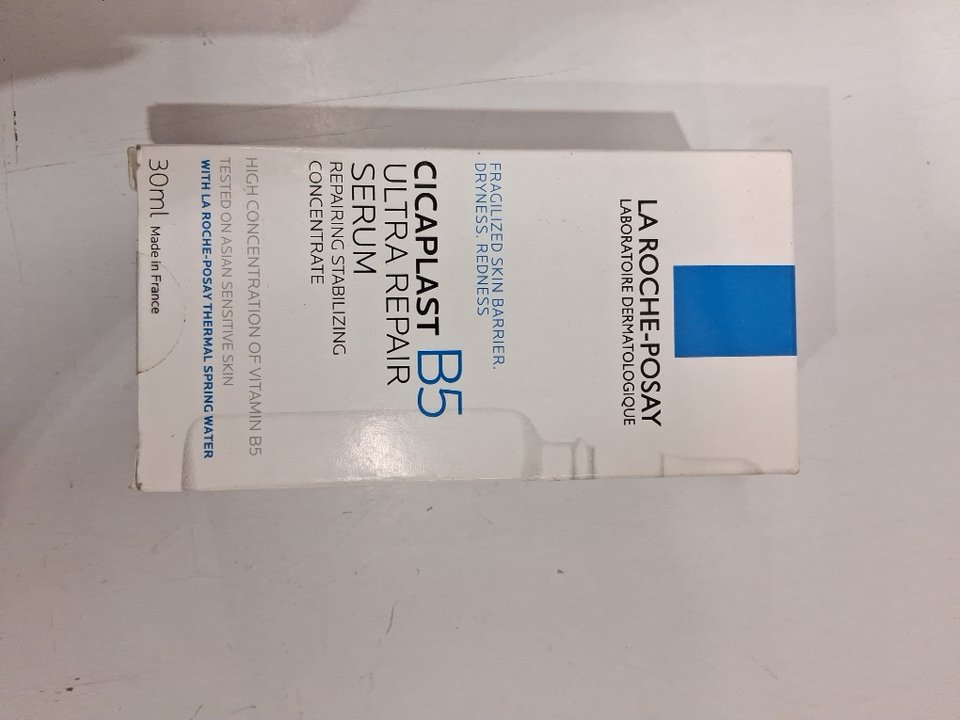 LA ROCHE-POSAY
LABORATOIRE DERMATOLOGIQUE
FRAGILIZED SKIN BARRIER.
DRYNESS. REDNESS
CICAPLAST B5
ULTRA REPAIR
SERUM
REPAIRING STABILIZING
CONCENTRATE
HIGH CONCENTRATION OF VITAMIN B5
TESTED ON ASIAN SENSITIVE SKIN
WITH LA ROCHE-POSAY THERMAL SPRING WATER
30ml Made in France